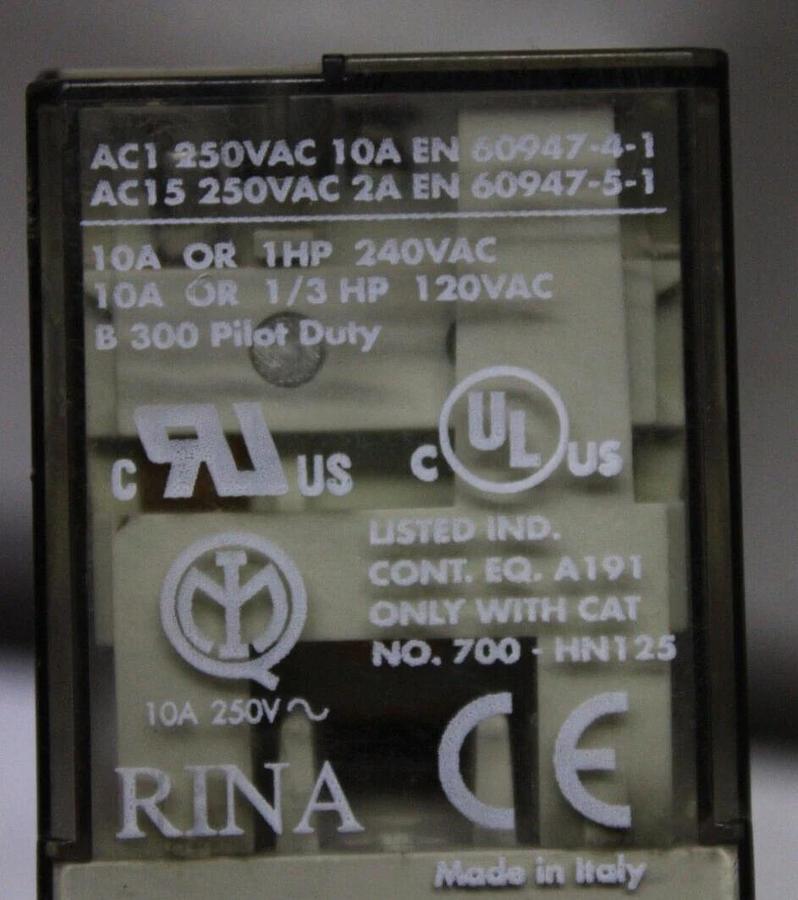 AC1 250VAC 10A EN 60947-4-1
AC15 250VAC 2A EN 60947-5-1
10A OR 1HP 240VAC
10A OR 1/3 HP 120VAC
B 300 Pilot Duty
C RU US
C UL US
LISTED IND.
CONT. EQ. A191
ONLY WITH CAT
NO. 700 - HN125
IMQ
10A 250V~
RINA
CE
Made in Italy